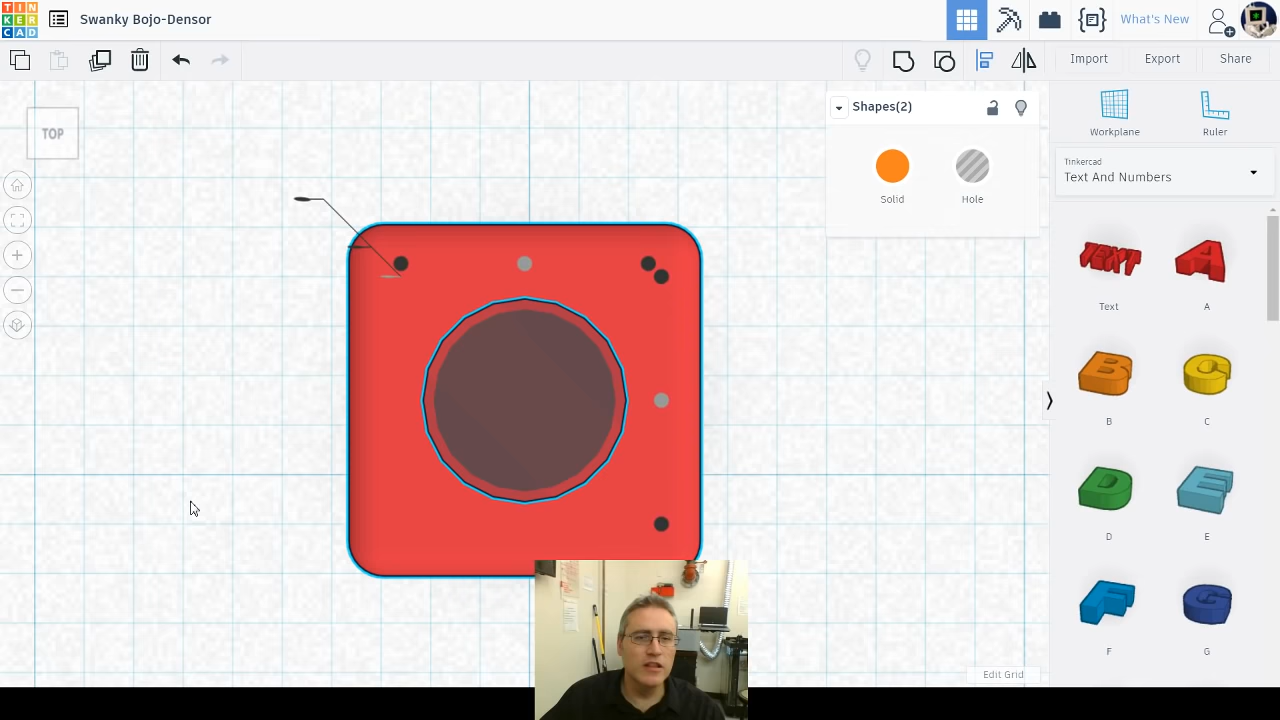 TIN
KER
CAD
Swanky Bojo-Densor
What's New
Import
Export
Share
TOP
Shapes(2)
Solid
Hole
Workplane
Ruler
Tinkercad
Text And Numbers
TEXT
A
Text
A
B
C
B
C
D
E
D
E
F
G
F
G
Edit Grid